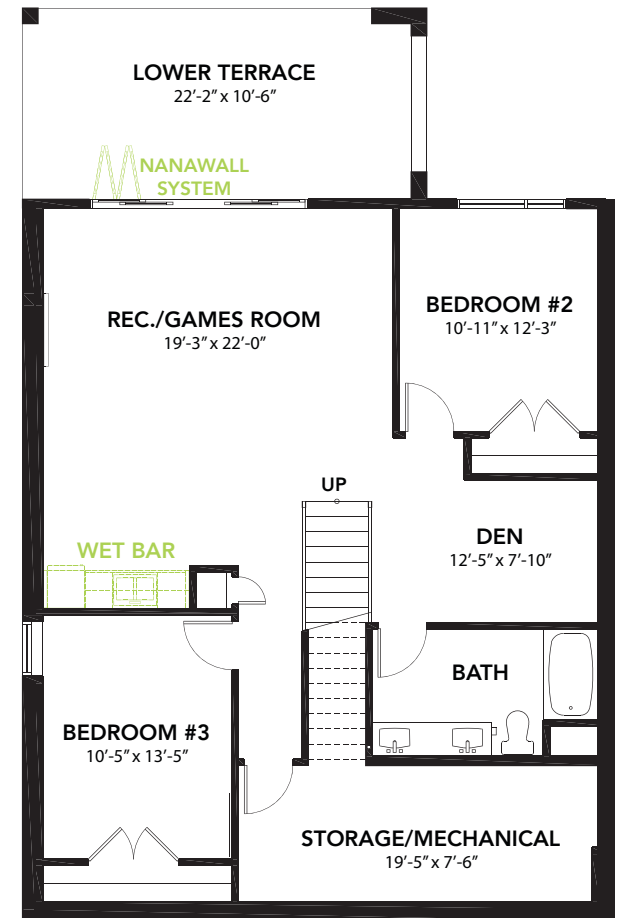 LOWER TERRACE
22'-2" x 10'-6"
NANAWALL
SYSTEM
REC./GAMES ROOM
19'-3" x 22'-0"
BEDROOM #2
10'-11" x 12'-3"
UP
WET BAR
DEN
12'-5" x 7'-10"
BATH
BEDROOM #3
10'-5" x 13'-5"
STORAGE/MECHANICAL
19'-5" x 7'-6"